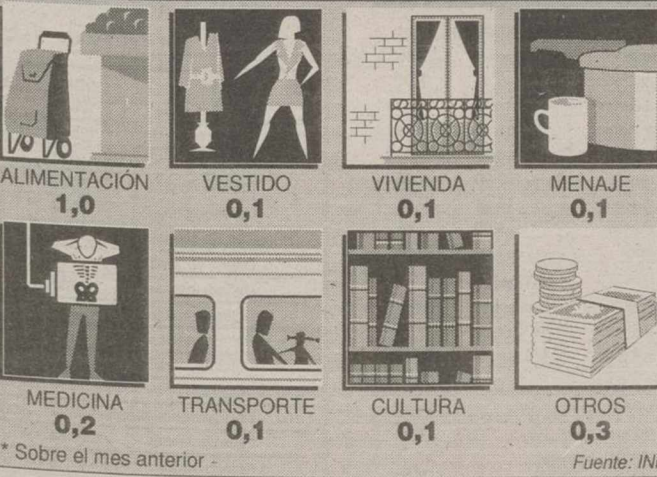 ALIMENTACIÓN
1,0
VESTIDO
0,1
VIVIENDA
0,1
MENAJE
0,1
MEDICINA
0,2
TRANSPORTE
0,1
CULTURA
0,1
OTROS
0,3
* Sobre el mes anterior
Fuente: